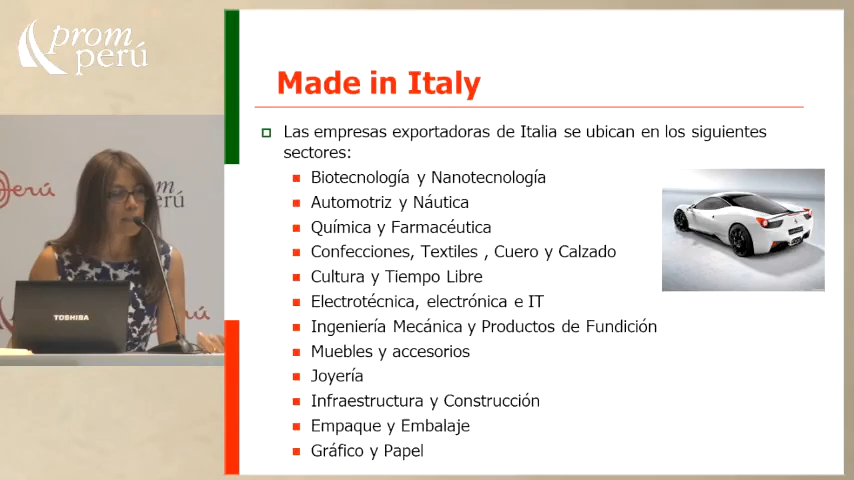 prom
perú
Made in Italy
Las empresas exportadoras de Italia se ubican en los siguientes
sectores:
Biotecnología y Nanotecnología
Automotriz y Náutica
Química y Farmacéutica
Confecciones, Textiles , Cuero y Calzado
Cultura y Tiempo Libre
Electrotécnica, electrónica e IT
Ingeniería Mecánica y Productos de Fundición
Muebles y accesorios
Joyería
Infraestructura y Construcción
Empaque y Embalaje
Gráfico y Papel
perú
TOSHIBA